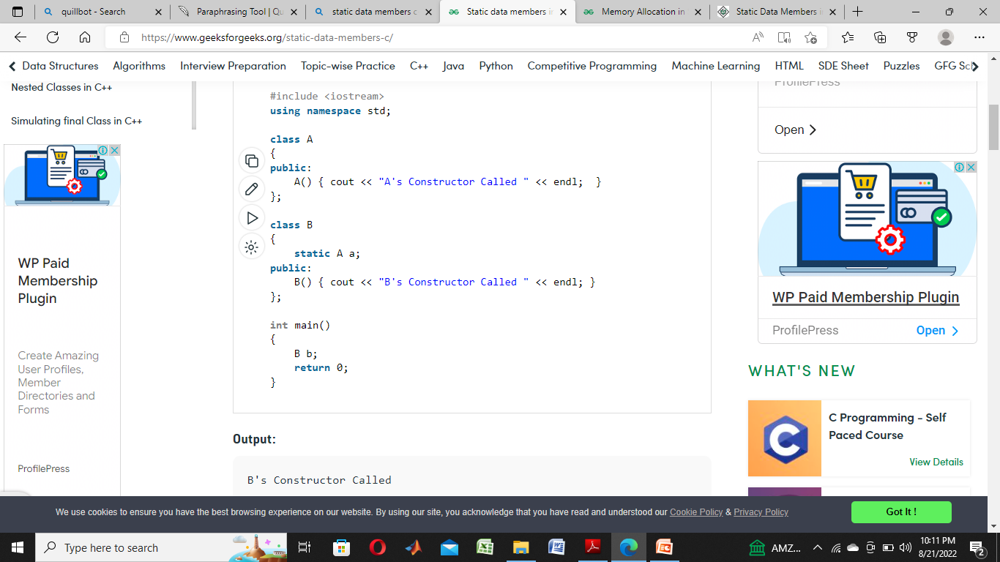 quillbot - Search
Paraphrasing Tool | Qu
static data members c
Static data members i
Memory Allocation in
Static Data Members i
https://www.geeksforgeeks.org/static-data-members-c/
Data Structures Algorithms Interview Preparation Topic-wise Practice C++ Java Python Competitive Programming Machine Learning HTML SDE Sheet Puzzles GFG Sch
Nested Classes in C++
Simulating final Class in C++
WP Paid
Membership
Plugin
Create Amazing
User Profiles,
Member
Directories and
Forms
ProfilePress
#include <iostream>
using namespace std;
class A
{
public:
A() { cout << "A's Constructor Called " << endl;  }
};
class B
{
static A a;
public:
B() { cout << "B's Constructor Called " << endl; }
};
int main()
{
B b;
return 0;
}
Output:
B's Constructor Called
ProfilePress
Open
WP Paid Membership Plugin
ProfilePress Open
WHAT'S NEW
C Programming - Self
Paced Course
View Details
We use cookies to ensure you have the best browsing experience on our website. By using our site, you acknowledge that you have read and understood our Cookie Policy & Privacy Policy
Got It !
Type here to search
AMZ...
10:11 PM
8/21/2022
2